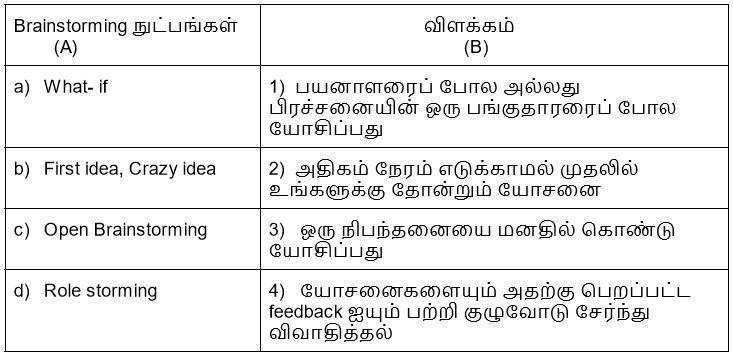 Brainstorming நுட்பங்கள்
(A)
விளக்கம்
(B)
a) What- if
1) பயனாளரைப் போல அல்லது
பிரச்சனையின் ஒரு பங்குதாரரைப் போல
யோசிப்பது
b) First idea, Crazy idea
2) அதிகம் நேரம் எடுக்காமல் முதலில்
உங்களுக்கு தோன்றும் யோசனை
c) Open Brainstorming
3) ஒரு நிபந்தனையை மனதில் கொண்டு
யோசிப்பது
d) Role storming
4) யோசனைகளையும் அதற்கு பெறப்பட்ட
feedback ஐயும் பற்றி குழுவோடு சேர்ந்து
விவாதித்தல்